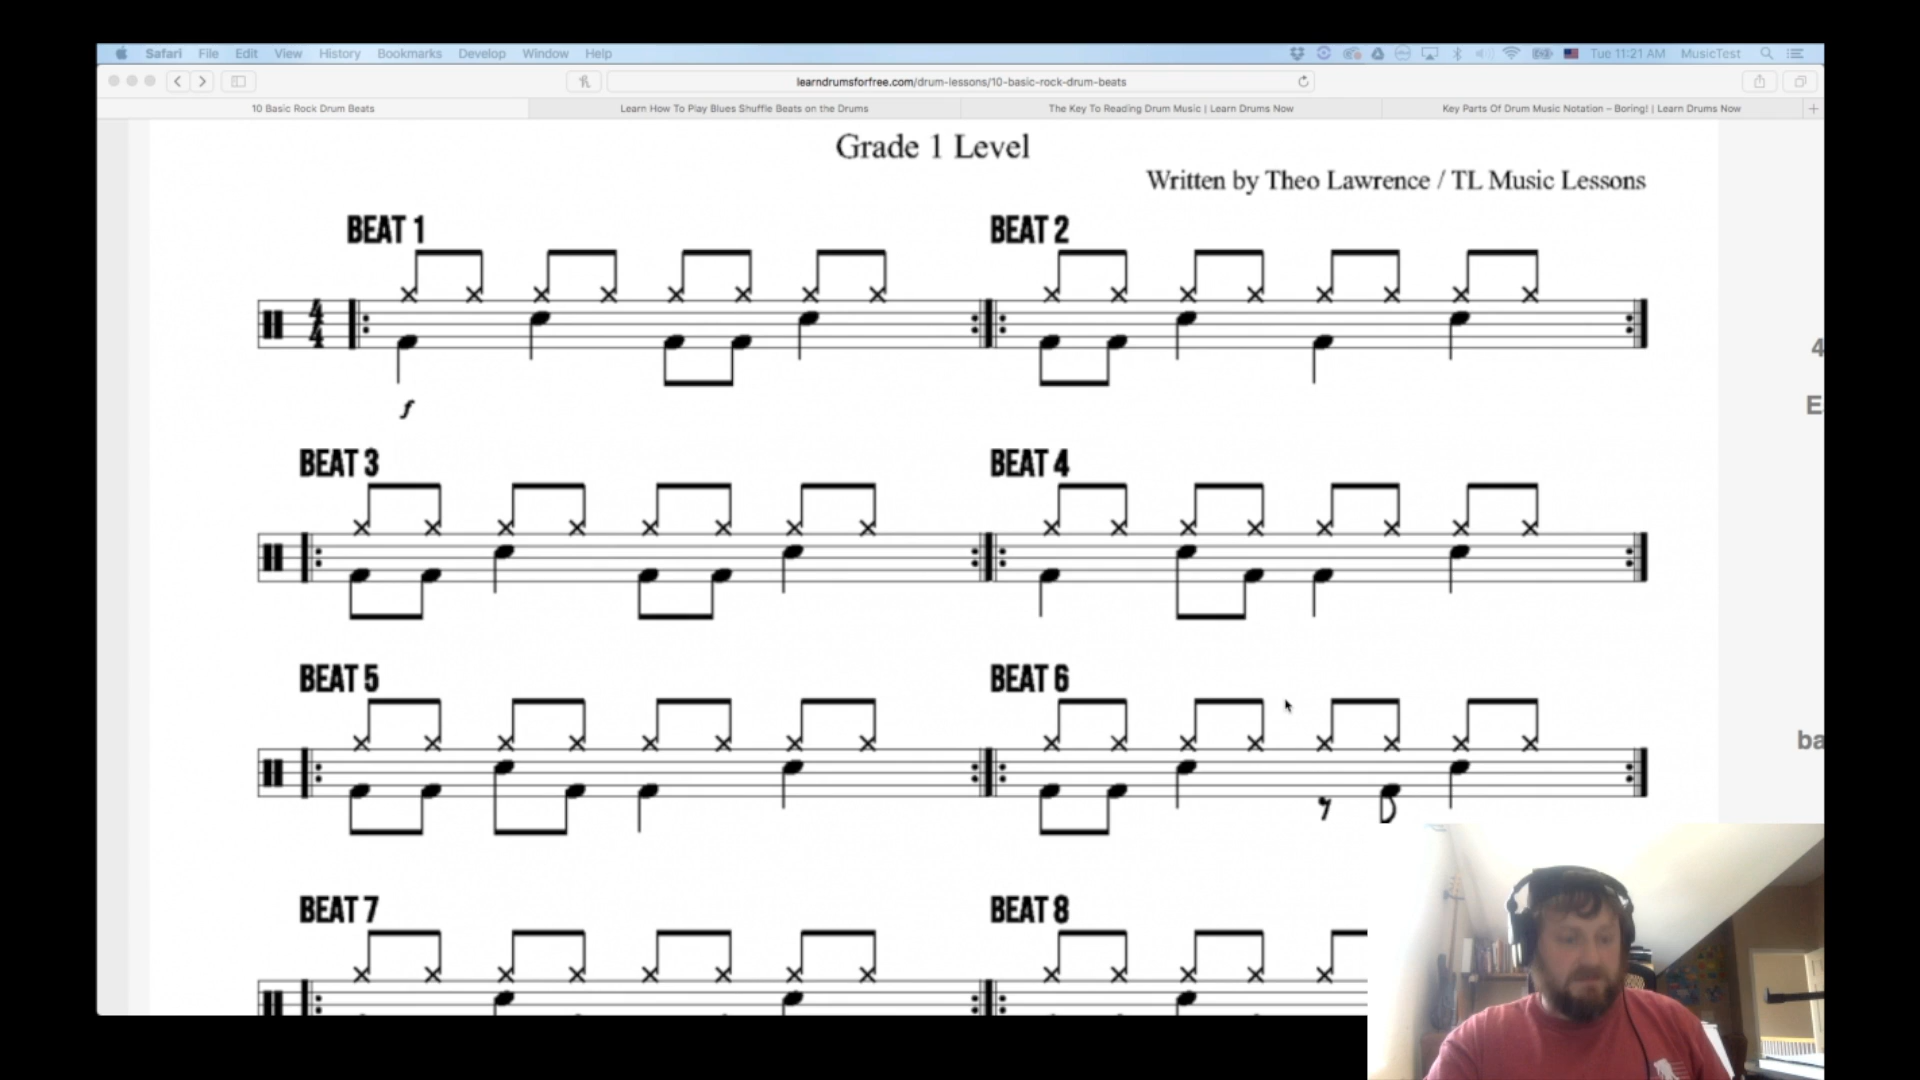 Safari File Edit View History Bookmarks Develop Window Help Tue 11:21 AM MusicTest
learndrumsforfree.com/drum-lessons/10-basic-rock-drum-beats
10 Basic Rock Drum Beats Learn How To Play Blues Shuffle Beats on the Drums The Key To Reading Drum Music | Learn Drums Now Key Parts Of Drum Music Notation – Boring! | Learn Drums Now
Grade 1 Level
Written by Theo Lawrence / TL Music Lessons
BEAT 1 BEAT 2
4
4
f
4
E
BEAT 3 BEAT 4
BEAT 5 BEAT 6
ba
BEAT 7 BEAT 8